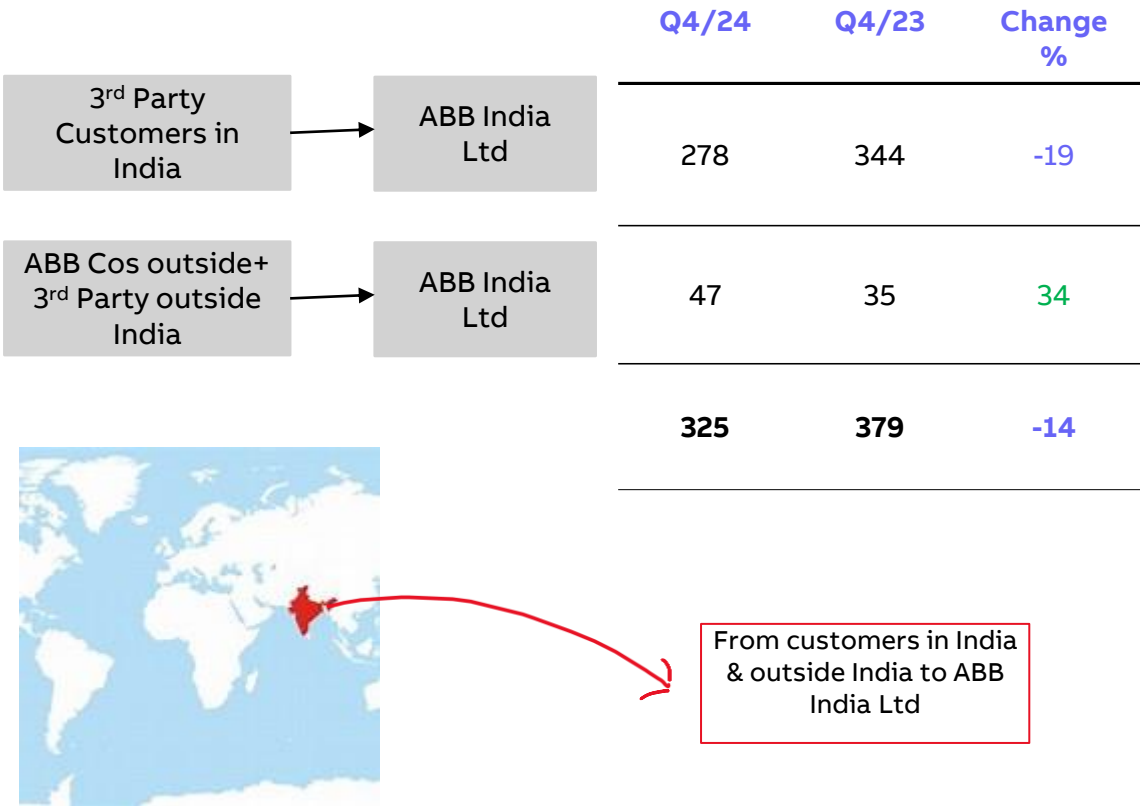 Q4/24 Q4/23 Change
%
3rd Party
Customers in
India
ABB India
Ltd
278 344 -19
ABB Cos outside+
3rd Party outside
India
ABB India
Ltd
47 35 34
325 379 -14
From customers in India
& outside India to ABB
India Ltd